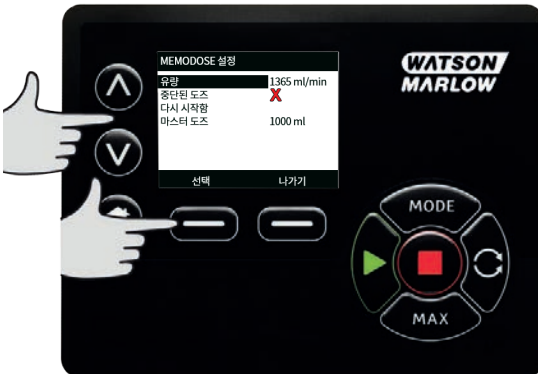 MEMODOSE 설정
유량 1365 ml/min
중단된 도즈
다시 시작함
마스터 도즈 1000 ml
선택 나가기
WATSON
MARLOW
MODE
MAX